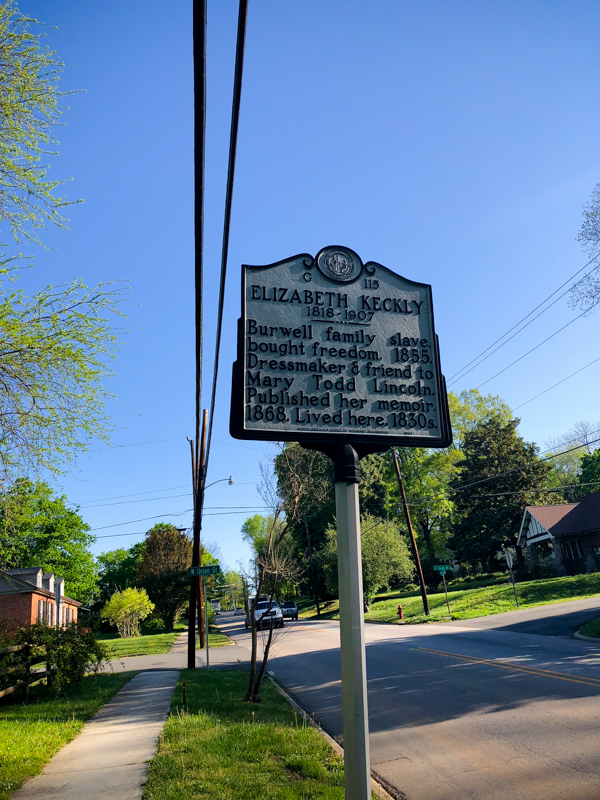 G 115
ELIZABETH KECKLY
1818-1907
Burwell family slave,
bought freedom, 1855.
Dressmaker & friend to
Mary Todd Lincoln.
Published her memoir,
1868. Lived here, 1830s.